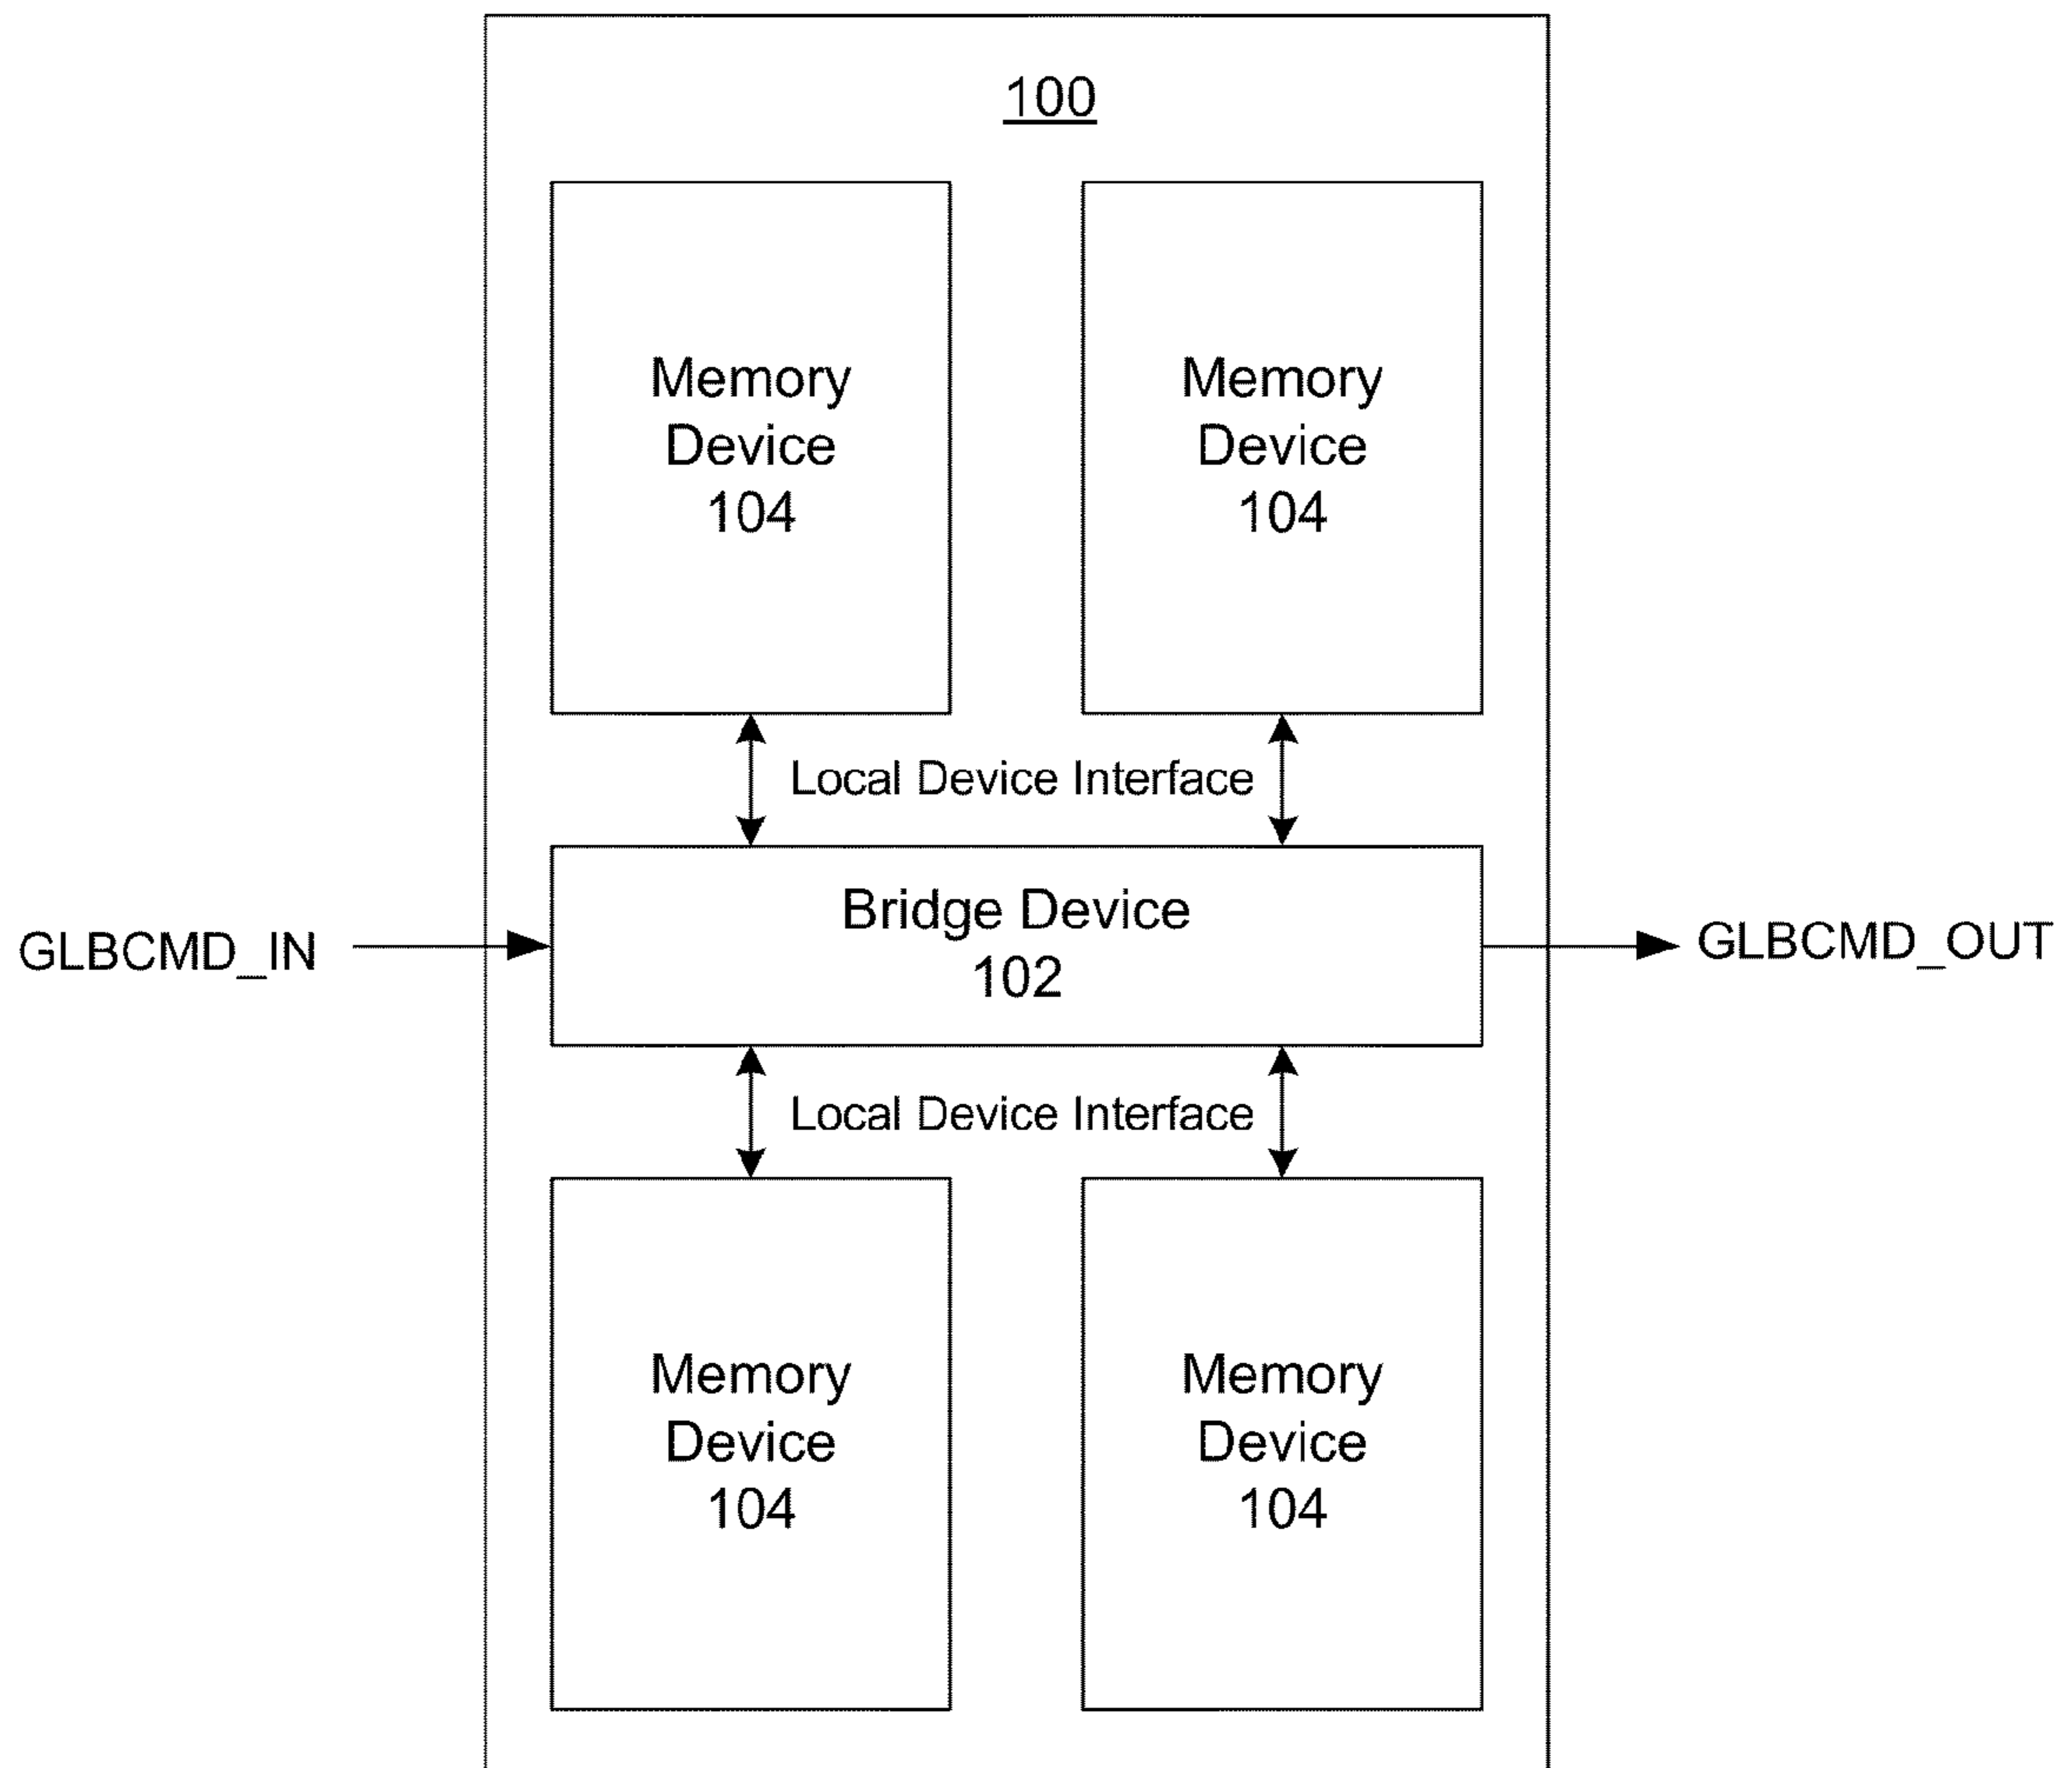 100
Memory
Device
104
Memory
Device
104
Local Device Interface
GLBCMD_IN
Bridge Device
102
GLBCMD_OUT
Local Device Interface
Memory
Device
104
Memory
Device
104